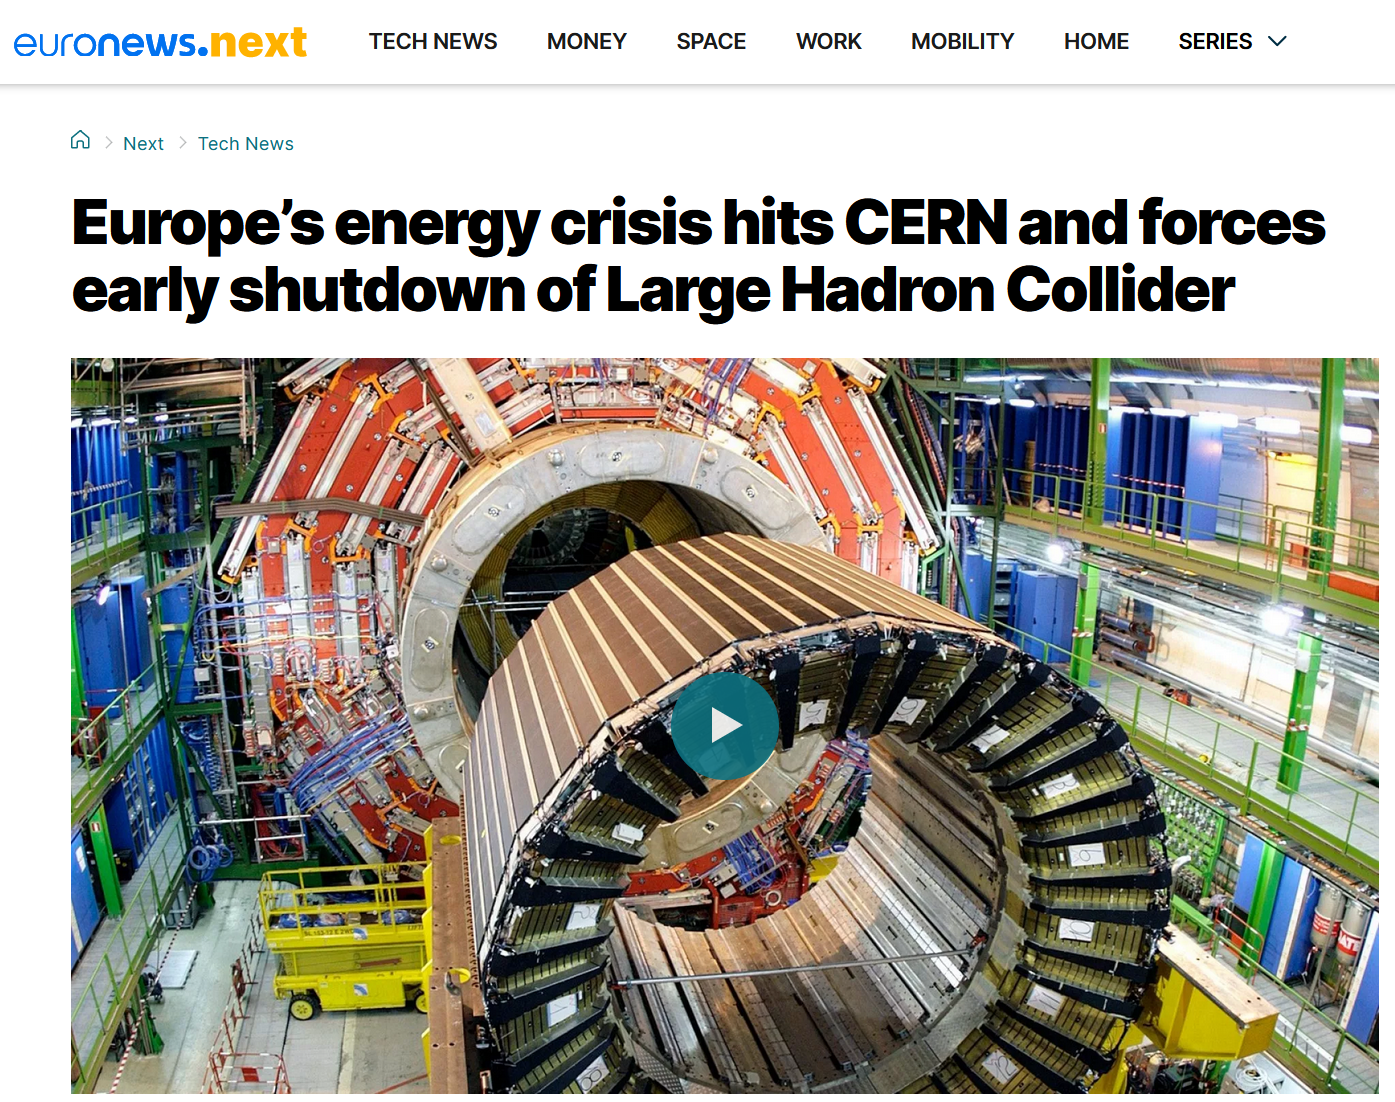 euronews.next
TECH NEWS MONEY SPACE WORK MOBILITY HOME SERIES
Next Tech News
Europe’s energy crisis hits CERN and forces
early shutdown of Large Hadron Collider